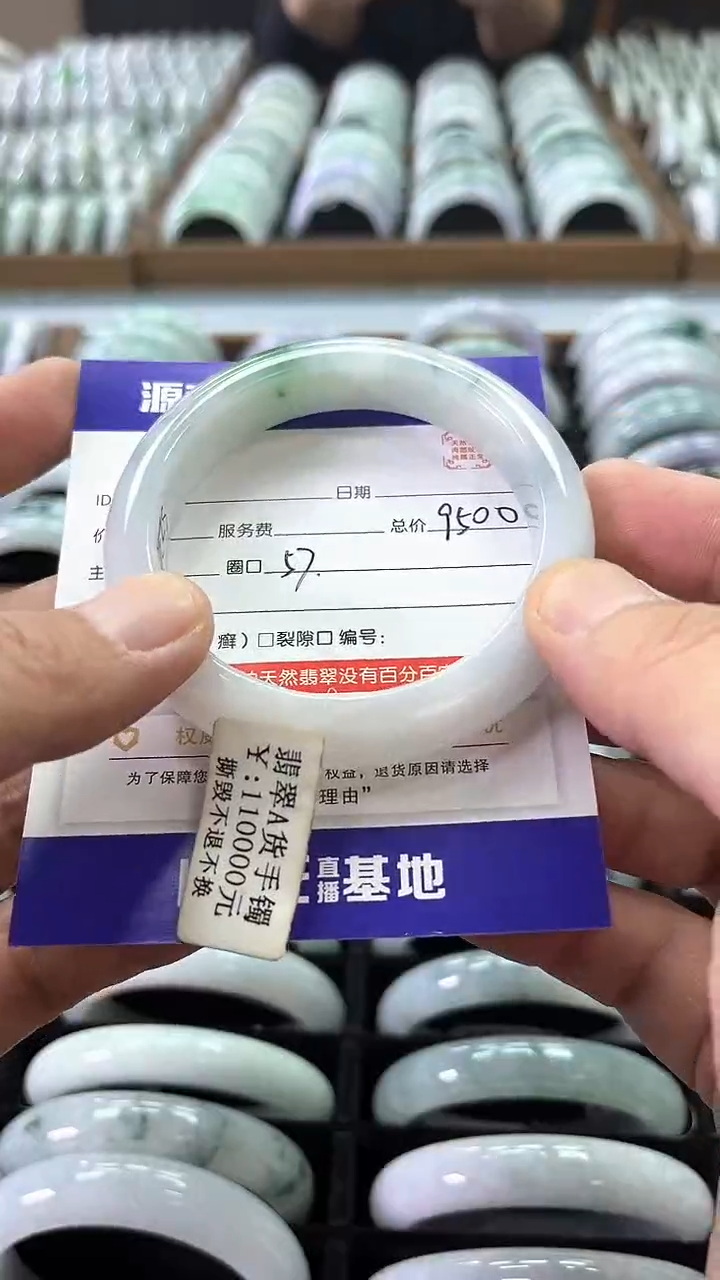 源
ID 日期
价 服务费 总价 9500
主 圈口 57.
癣）□裂隙口 编号：
天然翡翠没有百分百
权威
为了保障您 权益，退货原因请选择
理由”
直播基地
翡翠A货手镯
￥:110000元
撕毁不退不换